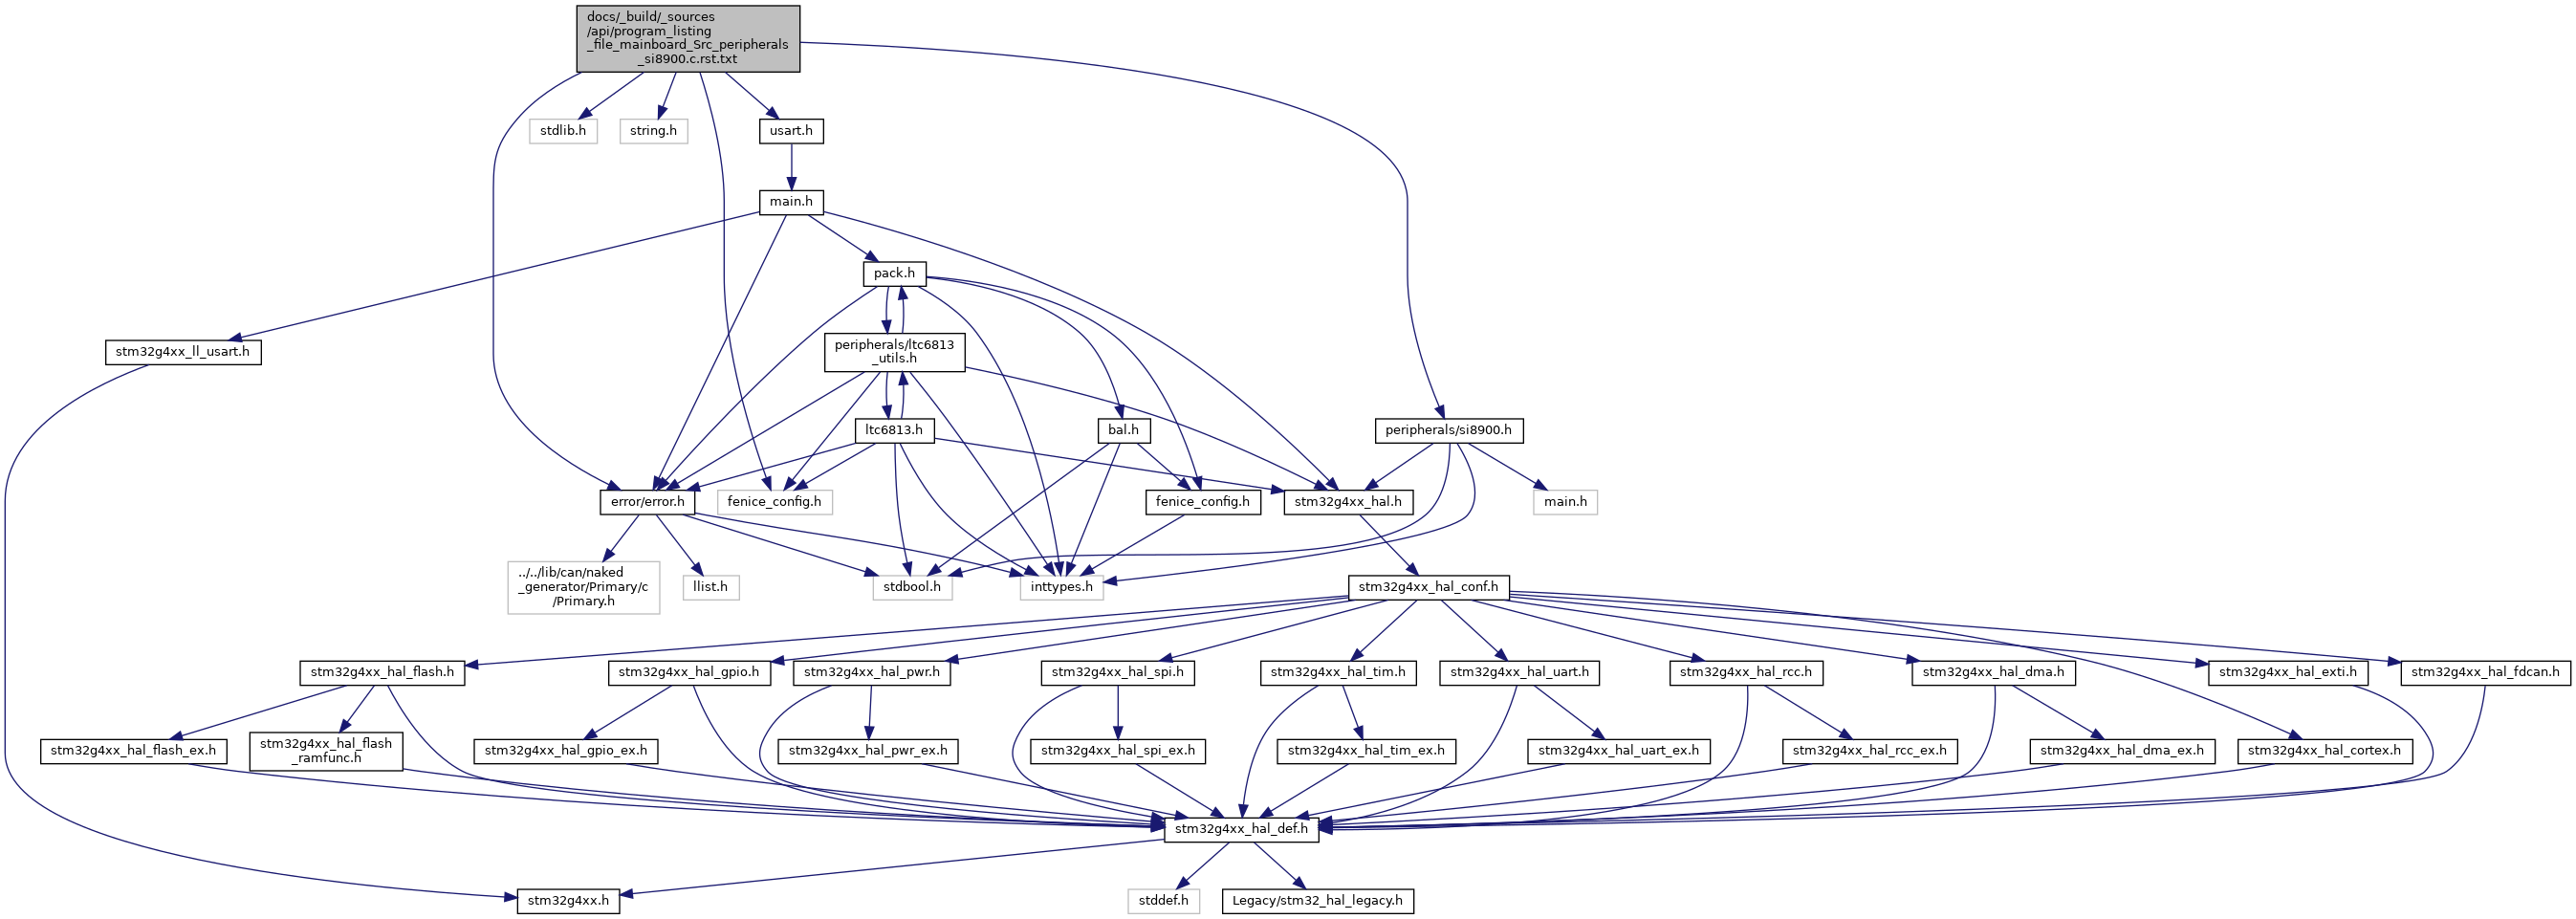 docs/_build/_sources
/api/program_listing
_file_mainboard_Src_peripherals
_si8900.c.rst.txt
stdlib.h
string.h
usart.h
main.h
pack.h
stm32g4xx_ll_usart.h
peripherals/ltc6813
_utils.h
ltc6813.h
bal.h
peripherals/si8900.h
error/error.h
fenice_config.h
fenice_config.h
stm32g4xx_hal.h
main.h
../../lib/can/naked
_generator/Primary/c
/Primary.h
llist.h
stdbool.h
inttypes.h
stm32g4xx_hal_conf.h
stm32g4xx_hal_flash.h
stm32g4xx_hal_gpio.h
stm32g4xx_hal_pwr.h
stm32g4xx_hal_spi.h
stm32g4xx_hal_tim.h
stm32g4xx_hal_uart.h
stm32g4xx_hal_rcc.h
stm32g4xx_hal_dma.h
stm32g4xx_hal_exti.h
stm32g4xx_hal_fdcan.h
stm32g4xx_hal_flash_ex.h
stm32g4xx_hal_flash
_ramfunc.h
stm32g4xx_hal_gpio_ex.h
stm32g4xx_hal_pwr_ex.h
stm32g4xx_hal_spi_ex.h
stm32g4xx_hal_tim_ex.h
stm32g4xx_hal_uart_ex.h
stm32g4xx_hal_rcc_ex.h
stm32g4xx_hal_dma_ex.h
stm32g4xx_hal_cortex.h
stm32g4xx_hal_def.h
stm32g4xx.h
stddef.h
Legacy/stm32_hal_legacy.h